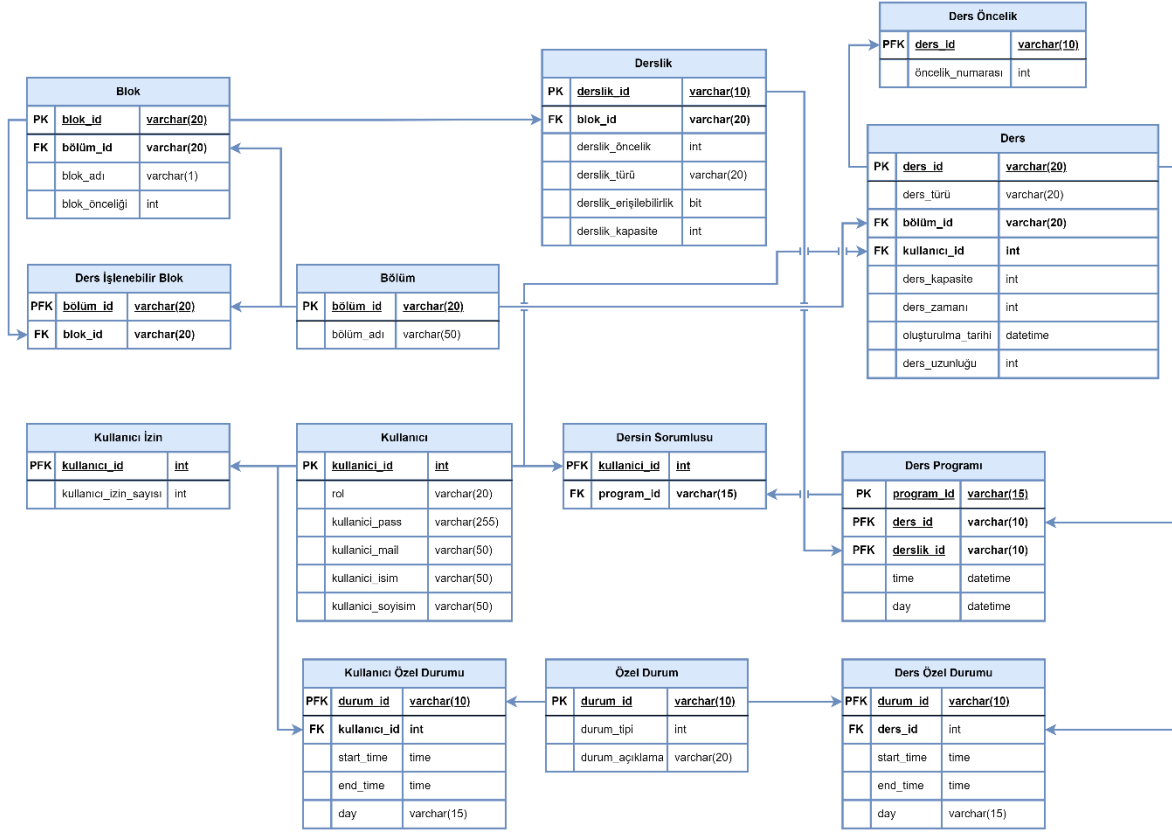 Ders Öncelik
PFK ders_id varchar(10)
öncelik_numarası int
Blok
PK blok_id varchar(20)
FK bölüm_id varchar(20)
blok_adı varchar(1)
blok_önceliği int
Derslik
PK derslik_id varchar(10)
FK blok_id varchar(20)
derslik_öncelik int
derslik_türü varchar(20)
derslik_erişilebilirlik bit
derslik_kapasite int
Ders
PK ders_id varchar(20)
ders_türü varchar(20)
FK bölüm_id varchar(20)
FK kullanıcı_id int
ders_kapasite int
ders_zamanı int
oluşturulma_tarihi datetime
ders_uzunluğu int
Ders İşlenebilir Blok
PFK bölüm_id varchar(20)
FK blok_id varchar(20)
Bölüm
PK bölüm_id varchar(20)
bölüm_adı varchar(50)
Kullanıcı İzin
PFK kullanıcı_id int
kullanıcı_izin_sayısı int
Kullanıcı
PK kullanici_id int
rol varchar(20)
kullanici_pass varchar(255)
kullanici_mail varchar(50)
kullanici_isim varchar(50)
kullanici_soyisim varchar(50)
Dersin Sorumlusu
PFK kullanici_id int
FK program_id varchar(15)
Ders Programı
PK program_id varchar(15)
PFK ders_id varchar(10)
PFK derslik_id varchar(10)
time datetime
day datetime
Kullanıcı Özel Durumu
PFK durum_id varchar(10)
FK kullanıcı_id int
start_time time
end_time time
day varchar(15)
Özel Durum
PK durum_id varchar(10)
durum_tipi int
durum_açıklama varchar(20)
Ders Özel Durumu
PFK durum_id varchar(10)
FK ders_id int
start_time time
end_time time
day varchar(15)